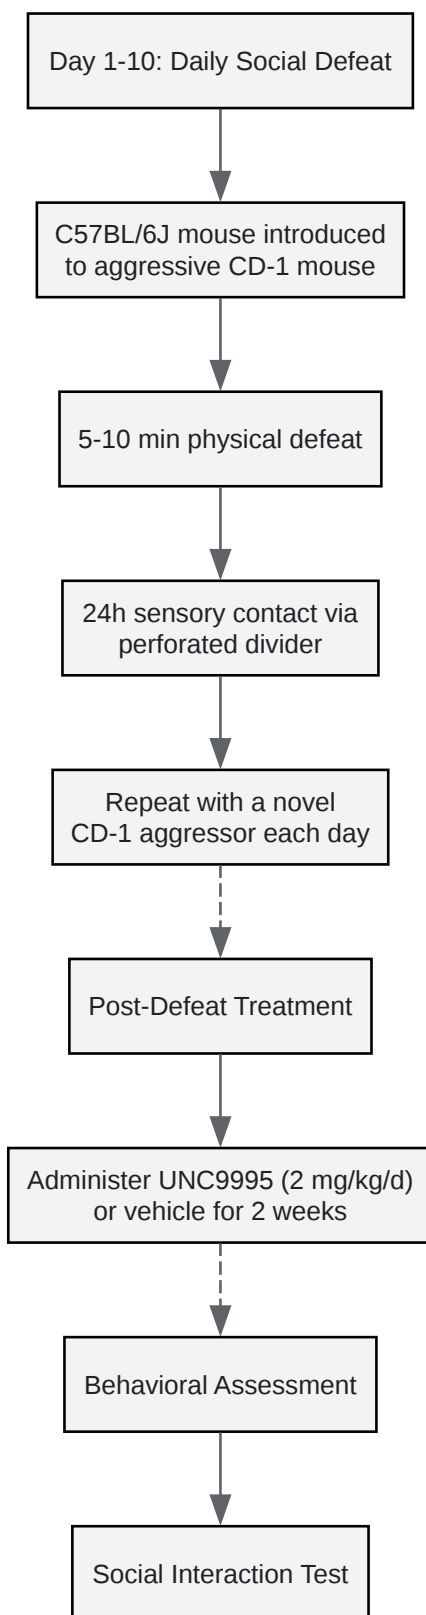 Day 1-10: Daily Social Defeat
C57BL/6J mouse introduced
to aggressive CD-1 mouse
5-10 min physical defeat
24h sensory contact via
perforated divider
Repeat with a novel
CD-1 aggressor each day
Post-Defeat Treatment
Administer UNC9995 (2 mg/kg/d)
or vehicle for 2 weeks
Behavioral Assessment
Social Interaction Test